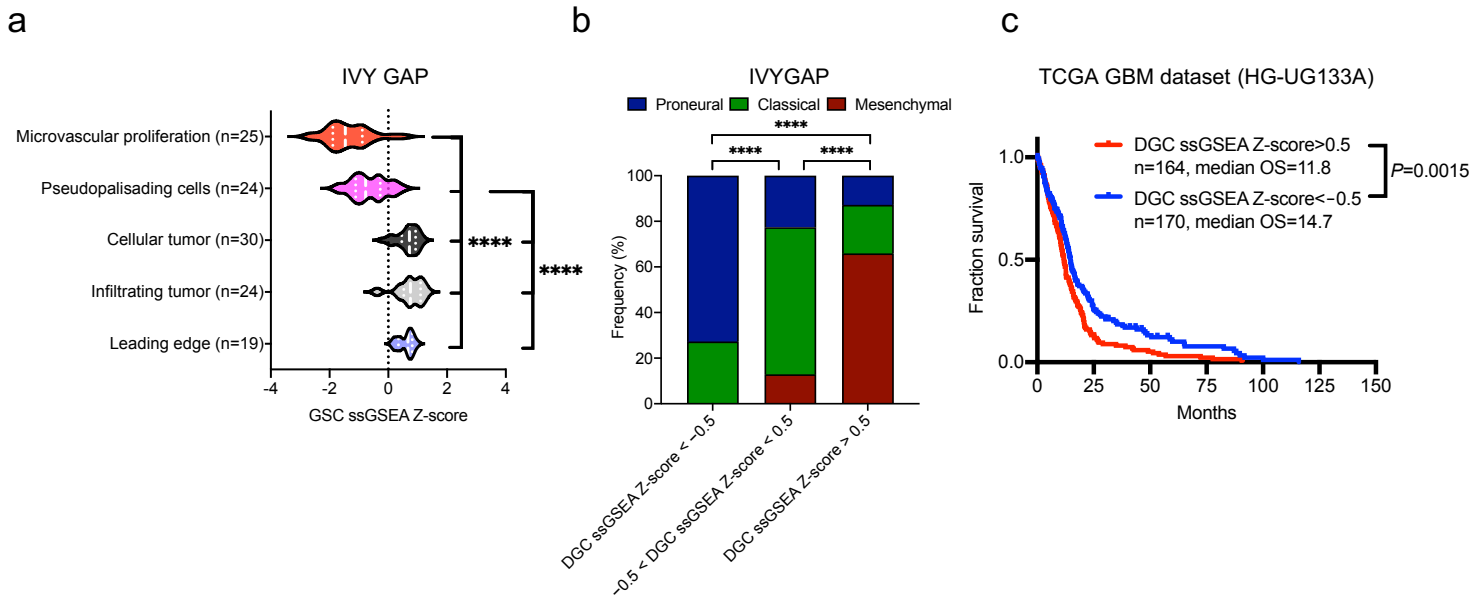 a
IVY GAP
Microvascular proliferation (n=25)
Pseudopalisading cells (n=24)
Cellular tumor (n=30)
Infiltrating tumor (n=24)
Leading edge (n=19)
****
****
-4
-2
0
2
4
GSC ssGSEA Z-score
b
IVYGAP
Proneural
Classical
Mesenchymal
****
****
****
Frequency (%)
100
80
60
40
20
0
DGC ssGSEA Z-score < −0.5
−0.5 < DGC ssGSEA Z-score < 0.5
DGC ssGSEA Z-score > 0.5
c
TCGA GBM dataset (HG-UG133A)
DGC ssGSEA Z-score>0.5
n=164, median OS=11.8
DGC ssGSEA Z-score<−0.5
n=170, median OS=14.7
P=0.0015
Fraction survival
1.0
0.5
0.0
0
25
50
75
100
125
150
Months